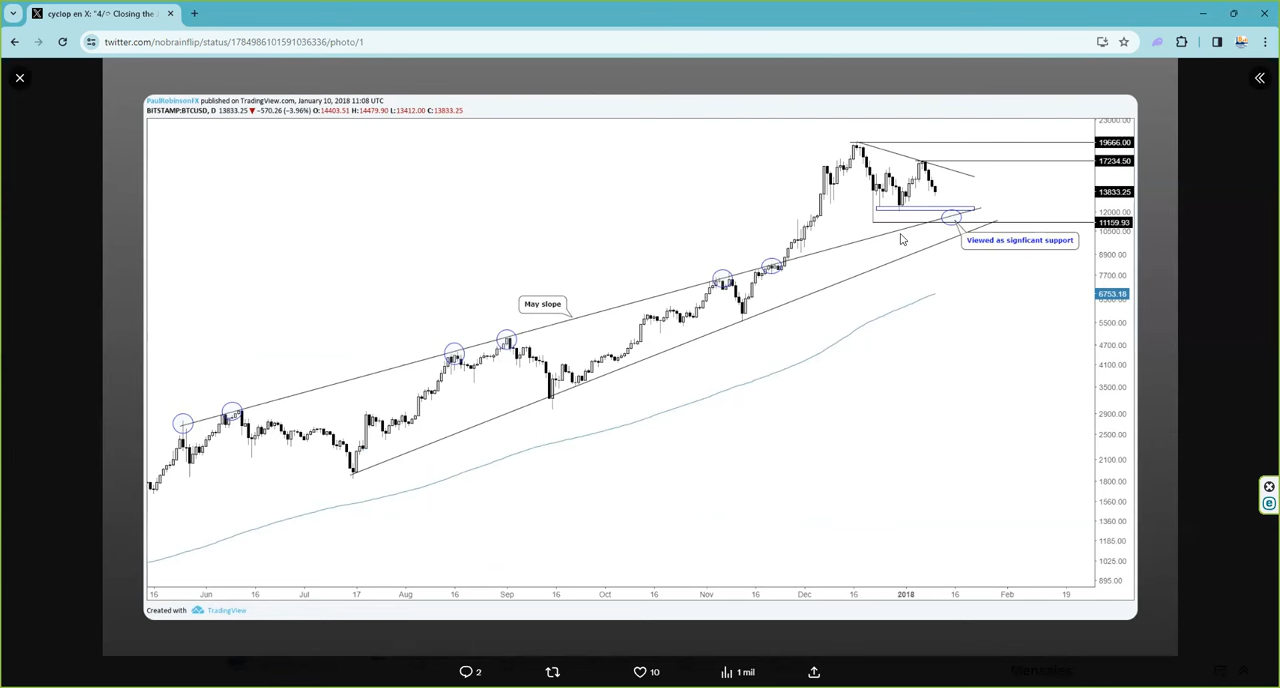 cyclop en X: "4/
Closing the
twitter.com/nobrainflip/status/1784986101591036336/photo/1
PaulRobinsonFX published on TradingView.com, January 10, 2018 11:08 UTC
BITSTAMP:BTCUSD, D 13833.25 ▼ −570.26 (−3.96%) O:14403.51 H:14479.90 L:13412.00 C:13833.25
23000.00
19666.00
17234.50
13833.25
12000.00
11159.93
10500.00
Viewed as signficant support
8900.00
7700.00
6753.18
May slope
5500.00
4700.00
4100.00
3500.00
2900.00
2500.00
2100.00
1800.00
1560.00
1360.00
1185.00
1025.00
895.00
16 Jun 16 Jul 17 Aug 16 Sep 16 Oct 16 Nov 16 Dec 16 2018 16 Feb 19
Created with TradingView
2 10 1 mil
Mensajes